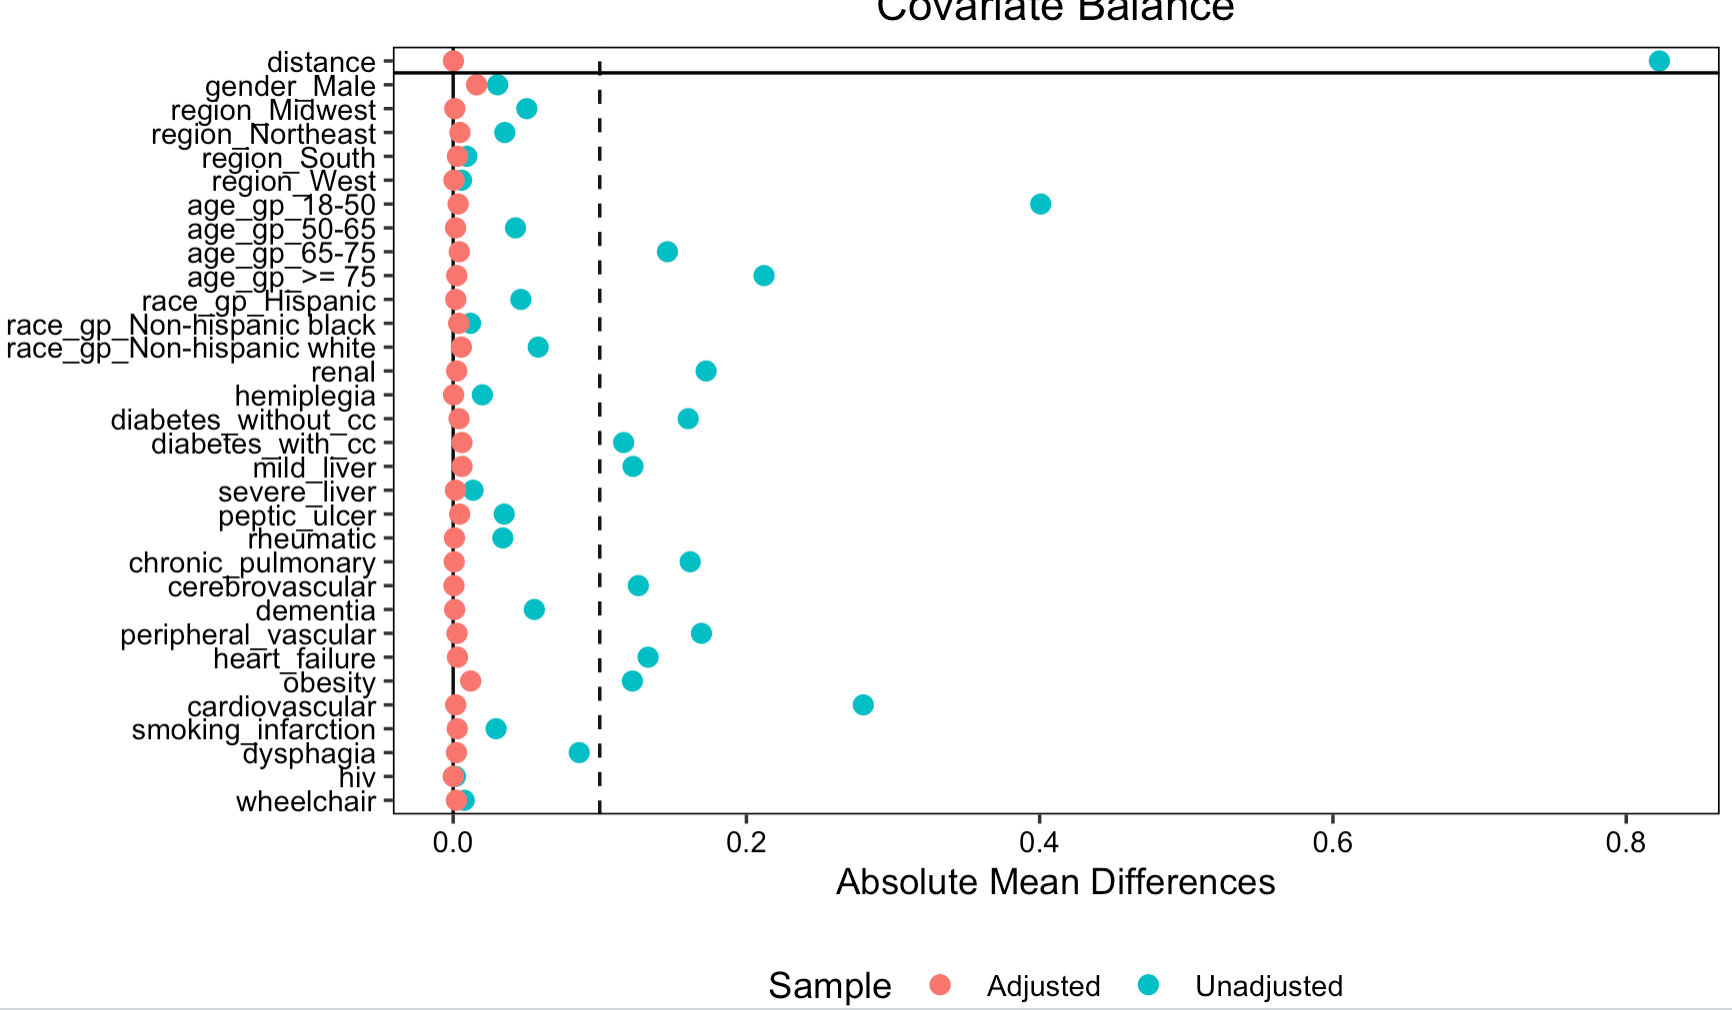 Covariate Balance
distance
gender_Male
region_Midwest
region_Northeast
region_South
region_West
age_gp_18-50
age_gp_50-65
age_gp_65-75
age_gp_>= 75
race_gp_Hispanic
race_gp_Non-hispanic black
race_gp_Non-hispanic white
renal
hemiplegia
diabetes_without_cc
diabetes_with_cc
mild_liver
severe_liver
peptic_ulcer
rheumatic
chronic_pulmonary
cerebrovascular
dementia
peripheral_vascular
heart_failure
obesity
cardiovascular
smoking_infarction
dysphagia
hiv
wheelchair
0.0 0.2 0.4 0.6 0.8
Absolute Mean Differences
Sample Adjusted Unadjusted